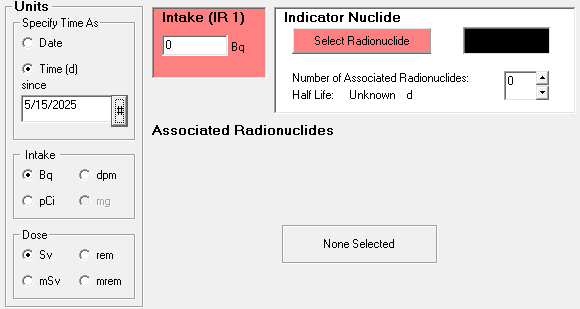 Units
Specify Time As
Date
Time (d)
since
5/15/2025
#
Intake
Bq
dpm
pCi
mg
Dose
Sv
rem
mSv
mrem
Intake (IR 1)
0
Bq
Indicator Nuclide
Select Radionuclide
Number of Associated Radionuclides:
0
Half Life: Unknown d
Associated Radionuclides
None Selected